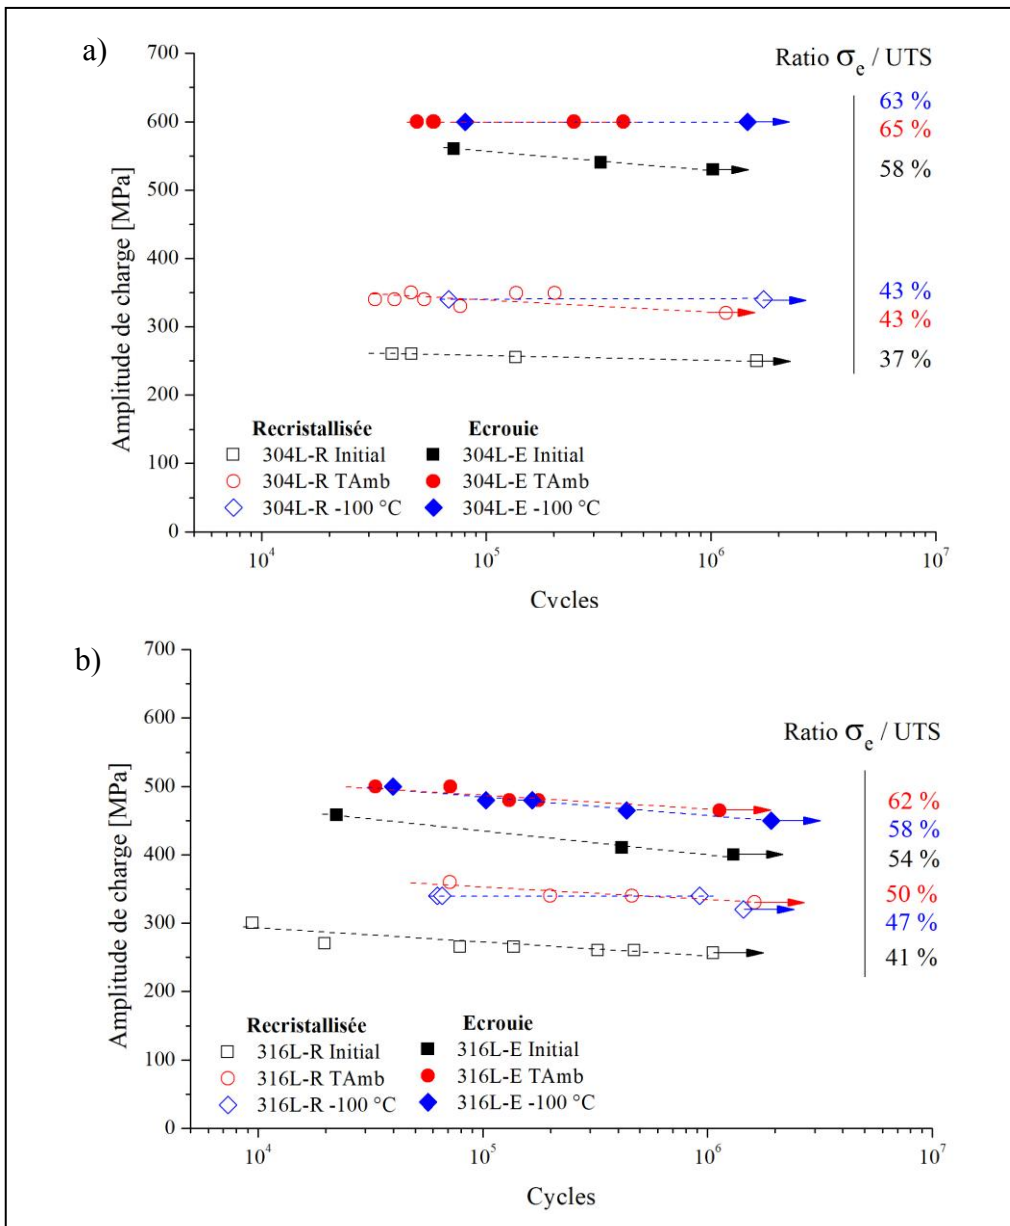 a)
Ratio σe / UTS
700
600
500
400
300
200
100
0
Amplitude de charge [MPa]
63 %
65 %
58 %
43 %
43 %
37 %
Recristallisée Ecrouie
304L-R Initial 304L-E Initial
304L-R TAmb 304L-E TAmb
304L-R -100 °C 304L-E -100 °C
10^4 10^5 10^6 10^7
Cycles
b)
Ratio σe / UTS
700
600
500
400
300
200
100
0
Amplitude de charge [MPa]
62 %
58 %
54 %
50 %
47 %
41 %
Recristallisée Ecrouie
316L-R Initial 316L-E Initial
316L-R TAmb 316L-E TAmb
316L-R -100 °C 316L-E -100 °C
10^4 10^5 10^6 10^7
Cycles